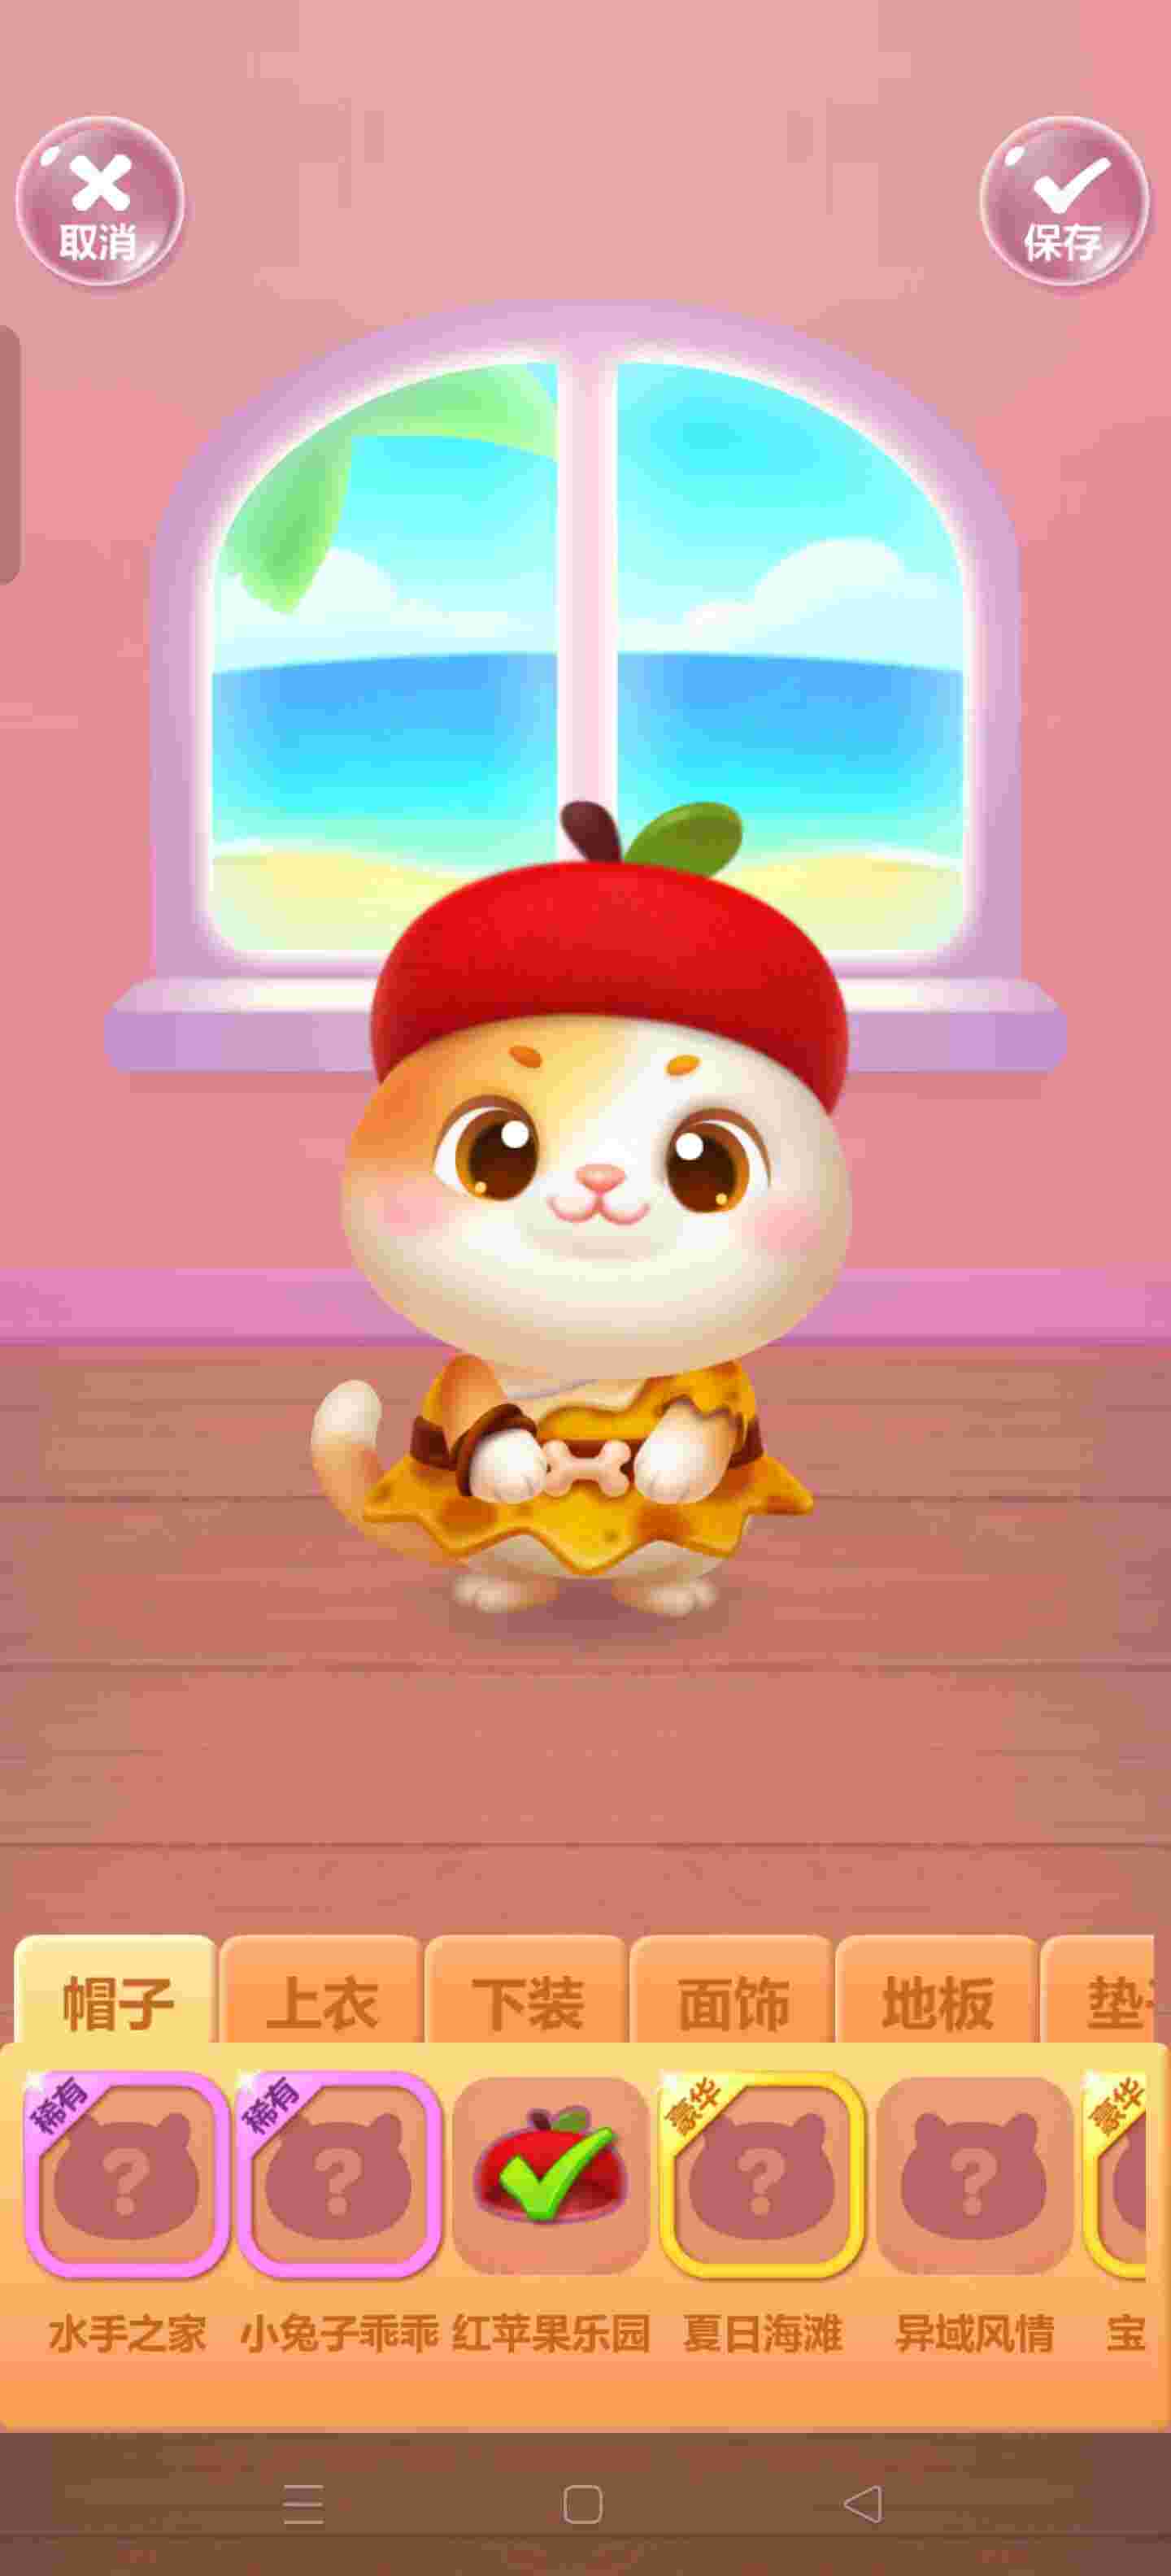 取消
保存
帽子
上衣
下装
面饰
地板
垫
稀有
稀有
豪华
豪华
水手之家
小兔子乖乖
红苹果乐园
夏日海滩
异域风情
宝